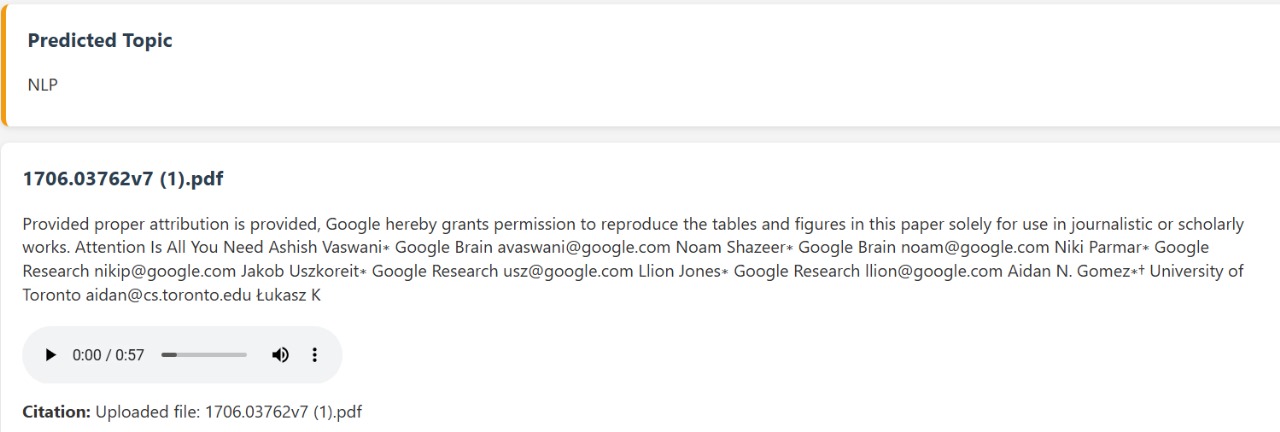 Predicted Topic
NLP
1706.03762v7 (1).pdf
Provided proper attribution is provided, Google hereby grants permission to reproduce the tables and figures in this paper solely for use in journalistic or scholarly
works. Attention Is All You Need Ashish Vaswani∗ Google Brain avaswani@google.com Noam Shazeer∗ Google Brain noam@google.com Niki Parmar∗ Google
Research nikip@google.com Jakob Uszkoreit∗ Google Research usz@google.com Llion Jones∗ Google Research llion@google.com Aidan N. Gomez∗† University of
Toronto aidan@cs.toronto.edu Łukasz K
0:00 / 0:57
Citation: Uploaded file: 1706.03762v7 (1).pdf